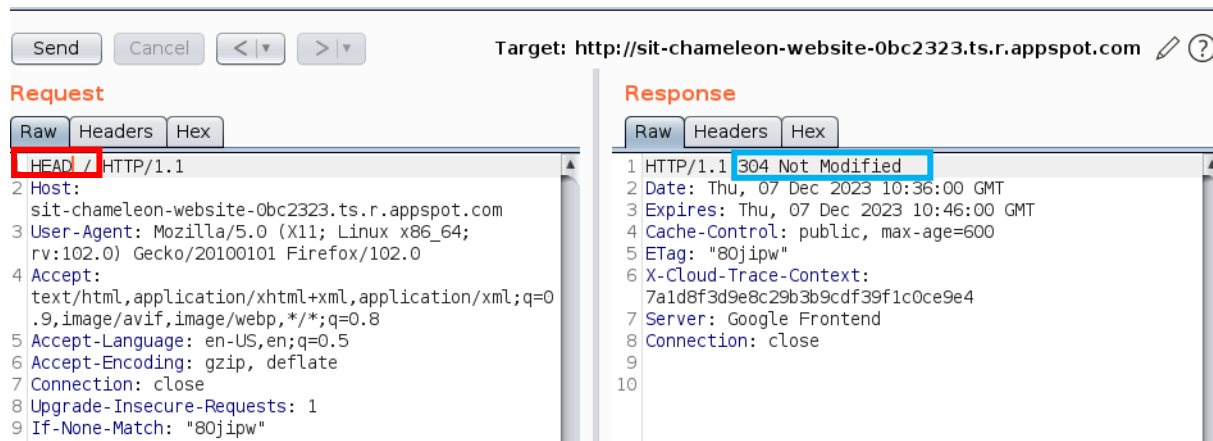 Send Cancel < > Target: http://sit-chameleon-website-0bc2323.ts.r.appspot.com ?
Request
Raw Headers Hex
1 HEAD / HTTP/1.1
2 Host:
sit-chameleon-website-0bc2323.ts.r.appspot.com
3 User-Agent: Mozilla/5.0 (X11; Linux x86_64;
rv:102.0) Gecko/20100101 Firefox/102.0
4 Accept:
text/html,application/xhtml+xml,application/xml;q=0
.9,image/avif,image/webp,*/*;q=0.8
5 Accept-Language: en-US,en;q=0.5
6 Accept-Encoding: gzip, deflate
7 Connection: close
8 Upgrade-Insecure-Requests: 1
9 If-None-Match: "80jipw"
Response
Raw Headers Hex
1 HTTP/1.1 304 Not Modified
2 Date: Thu, 07 Dec 2023 10:36:00 GMT
3 Expires: Thu, 07 Dec 2023 10:46:00 GMT
4 Cache-Control: public, max-age=600
5 ETag: "80jipw"
6 X-Cloud-Trace-Context:
7a1d8f3d9e8c29b3b9cdf39f1c0ce9e4
7 Server: Google Frontend
8 Connection: close
9
10